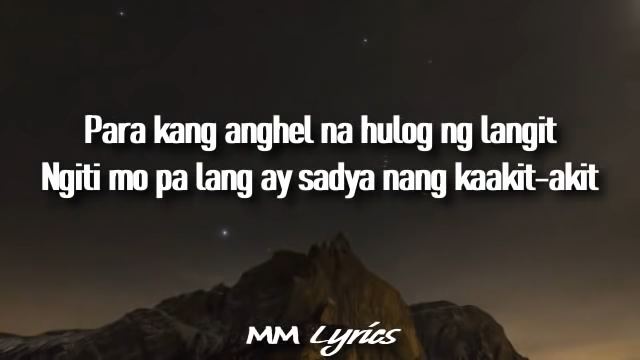 Para kang anghel na hulog ng langit
Ngiti mo pa lang ay sadya nang kaakit-akit
MM Lyrics